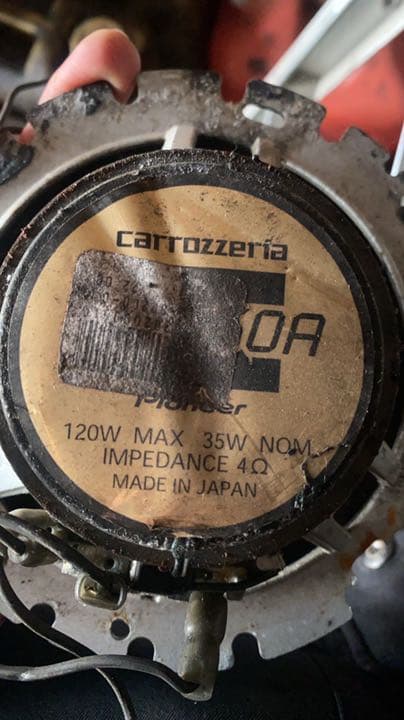 carrozzeria
0A
Pioneer
120W MAX 35W NOM
IMPEDANCE 4Ω
MADE IN JAPAN